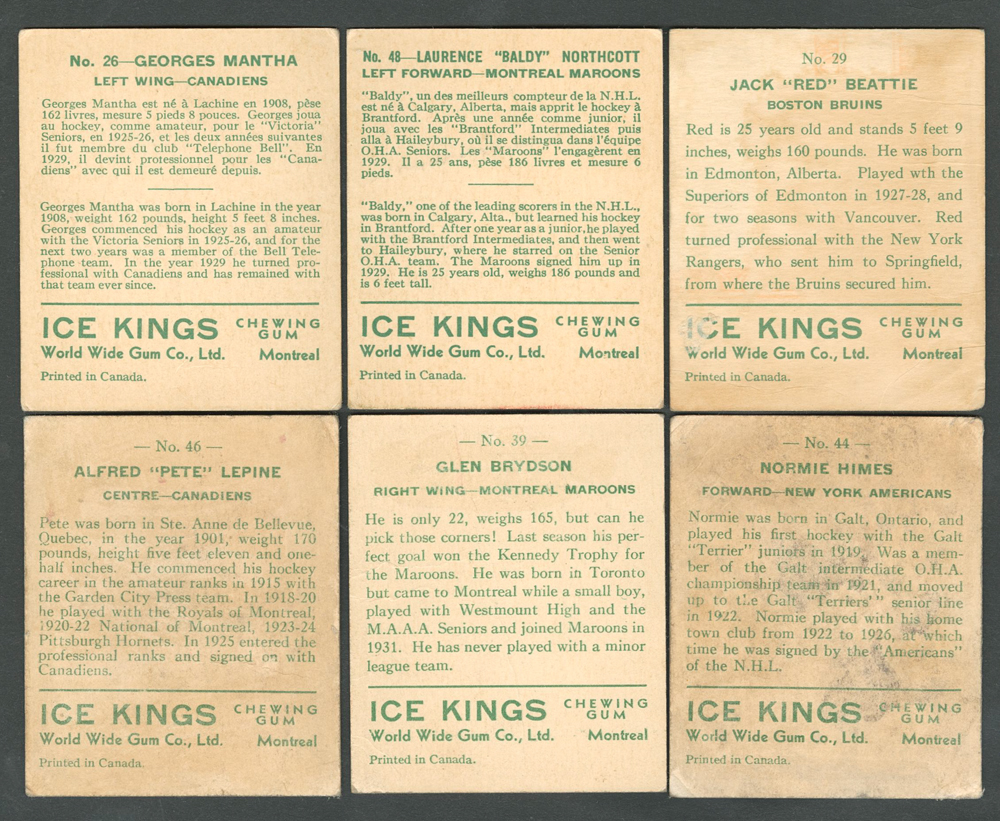 No. 26—GEORGES MANTHA
LEFT WING—CANADIENS
Georges Mantha est né à Lachine en 1908, pèse
162 livres, mesure 5 pieds 8 pouces. Georges joua
au hockey, comme amateur, pour le "Victoria"
Seniors, en 1925-26, et les deux années suivantes
il fut membre du club "Telephone Bell". En
1929, il devint professionnel pour les "Cana-
diens" avec qui il est demeuré depuis.
Georges Mantha was born in Lachine in the year
1908, weight 162 pounds, height 5 feet 8 inches.
Georges commenced his hockey as an amateur
with the Victoria Seniors in 1925-26, and for the
next two years was a member of the Bell Tele-
phone team. In the year 1929 he turned pro-
fessional with Canadiens and has remained with
that team ever since.
ICE KINGS CHEWING GUM
World Wide Gum Co., Ltd. Montreal
Printed in Canada.
No. 48—LAURENCE "BALDY" NORTHCOTT
LEFT FORWARD—MONTREAL MAROONS
"Baldy", un des meilleurs compteur de la N.H.L.
est né à Calgary, Alberta, mais apprit le hockey à
Brantford. Après une année comme junior, il
joua avec les "Brantford" Intermediates puis
alla à Haileybury, où il se distingua dans l'équipe
O.H.A. Seniors. Les "Maroons" l'engagèrent en
1929. Il a 25 ans, pèse 186 livres et mesure 6
pieds.
"Baldy," one of the leading scorers in the N.H.L.,
was born in Calgary, Alta., but learned his hockey
in Brantford. After one year as a junior, he played
with the Brantford Intermediates, and then went
to Haileybury, where he starred on the Senior
O.H.A. team. The Maroons signed him up in
1929. He is 25 years old, weighs 186 pounds and
is 6 feet tall.
ICE KINGS CHEWING GUM
World Wide Gum Co., Ltd. Montreal
Printed in Canada.
No. 29
JACK "RED" BEATTIE
BOSTON BRUINS
Red is 25 years old and stands 5 feet 9
inches, weighs 160 pounds. He was born
in Edmonton, Alberta. Played wth the
Superiors of Edmonton in 1927-28, and
for two seasons with Vancouver. Red
turned professional with the New York
Rangers, who sent him to Springfield,
from where the Bruins secured him.
ICE KINGS CHEWING GUM
World Wide Gum Co., Ltd. Montreal
Printed in Canada.
— No. 46 —
ALFRED "PETE" LEPINE
CENTRE—CANADIENS
Pete was born in Ste. Anne de Bellevue,
Quebec, in the year 1901, weight 170
pounds, height five feet eleven and one-
half inches. He commenced his hockey
career in the amateur ranks in 1915 with
the Garden City Press team. In 1918-20
he played with the Royals of Montreal,
1920-22 National of Montreal, 1923-24
Pittsburgh Hornets. In 1925 entered the
professional ranks and signed on with
Canadiens.
ICE KINGS CHEWING GUM
World Wide Gum Co., Ltd. Montreal
Printed in Canada.
— No. 39 —
GLEN BRYDSON
RIGHT WING—MONTREAL MAROONS
He is only 22, weighs 165, but can he
pick those corners! Last season his per-
fect goal won the Kennedy Trophy for
the Maroons. He was born in Toronto
but came to Montreal while a small boy,
played with Westmount High and the
M.A.A.A. Seniors and joined Maroons in
1931. He has never played with a minor
league team.
ICE KINGS CHEWING GUM
World Wide Gum Co., Ltd. Montreal
Printed in Canada.
— No. 44 —
NORMIE HIMES
FORWARD—NEW YORK AMERICANS
Normie was born in Galt, Ontario, and
played his first hockey with the Galt
"Terrier" juniors in 1919. Was a mem-
ber of the Galt intermediate O.H.A.
championship team in 1921, and moved
up to the Galt "Terriers" senior line
in 1922. Normie played with his home
town club from 1922 to 1926, at which
time he was signed by the "Americans"
of the N.H.L.
ICE KINGS CHEWING GUM
World Wide Gum Co., Ltd. Montreal
Printed in Canada.